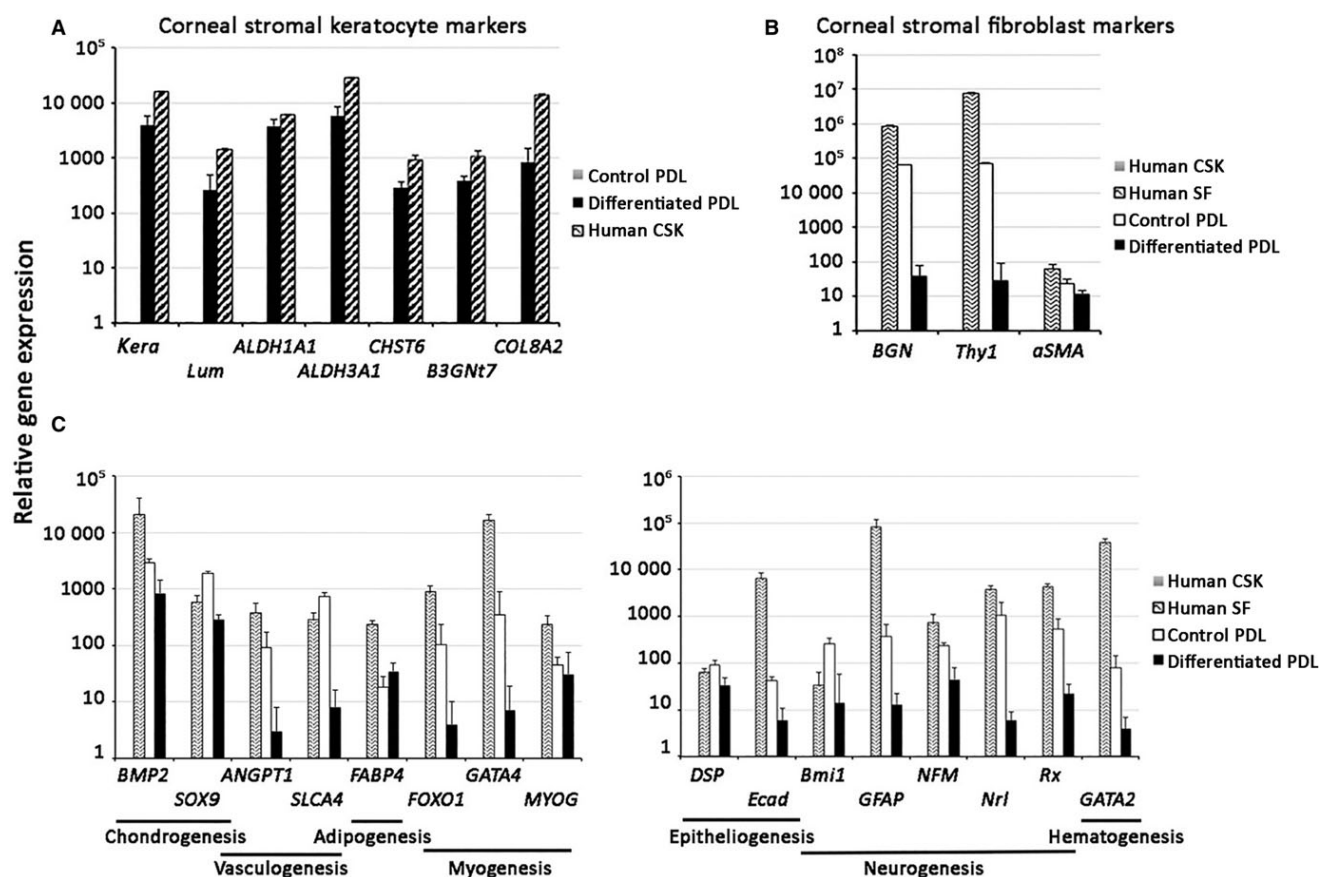 A
Corneal stromal keratocyte markers
10⁵
10 000
1000
100
10
1
Kera
Lum
ALDH1A1
ALDH3A1
CHST6
B3GNt7
COL8A2
Control PDL
Differentiated PDL
Human CSK
B
Corneal stromal fibroblast markers
10⁸
10⁷
10⁶
10⁵
10 000
1000
100
10
1
BGN
Thy1
aSMA
Human CSK
Human SF
Control PDL
Differentiated PDL
Relative gene expression
C
10⁵
10 000
1000
100
10
1
BMP2
SOX9
ANGPT1
SLCA4
FABP4
FOXO1
GATA4
MYOG
Chondrogenesis
Vasculogenesis
Adipogenesis
Myogenesis
10⁶
10⁵
10 000
1000
100
10
1
DSP
Ecad
Bmi1
GFAP
NFM
Nrl
Rx
GATA2
Epitheliogenesis
Neurogenesis
Hematogenesis
Human CSK
Human SF
Control PDL
Differentiated PDL